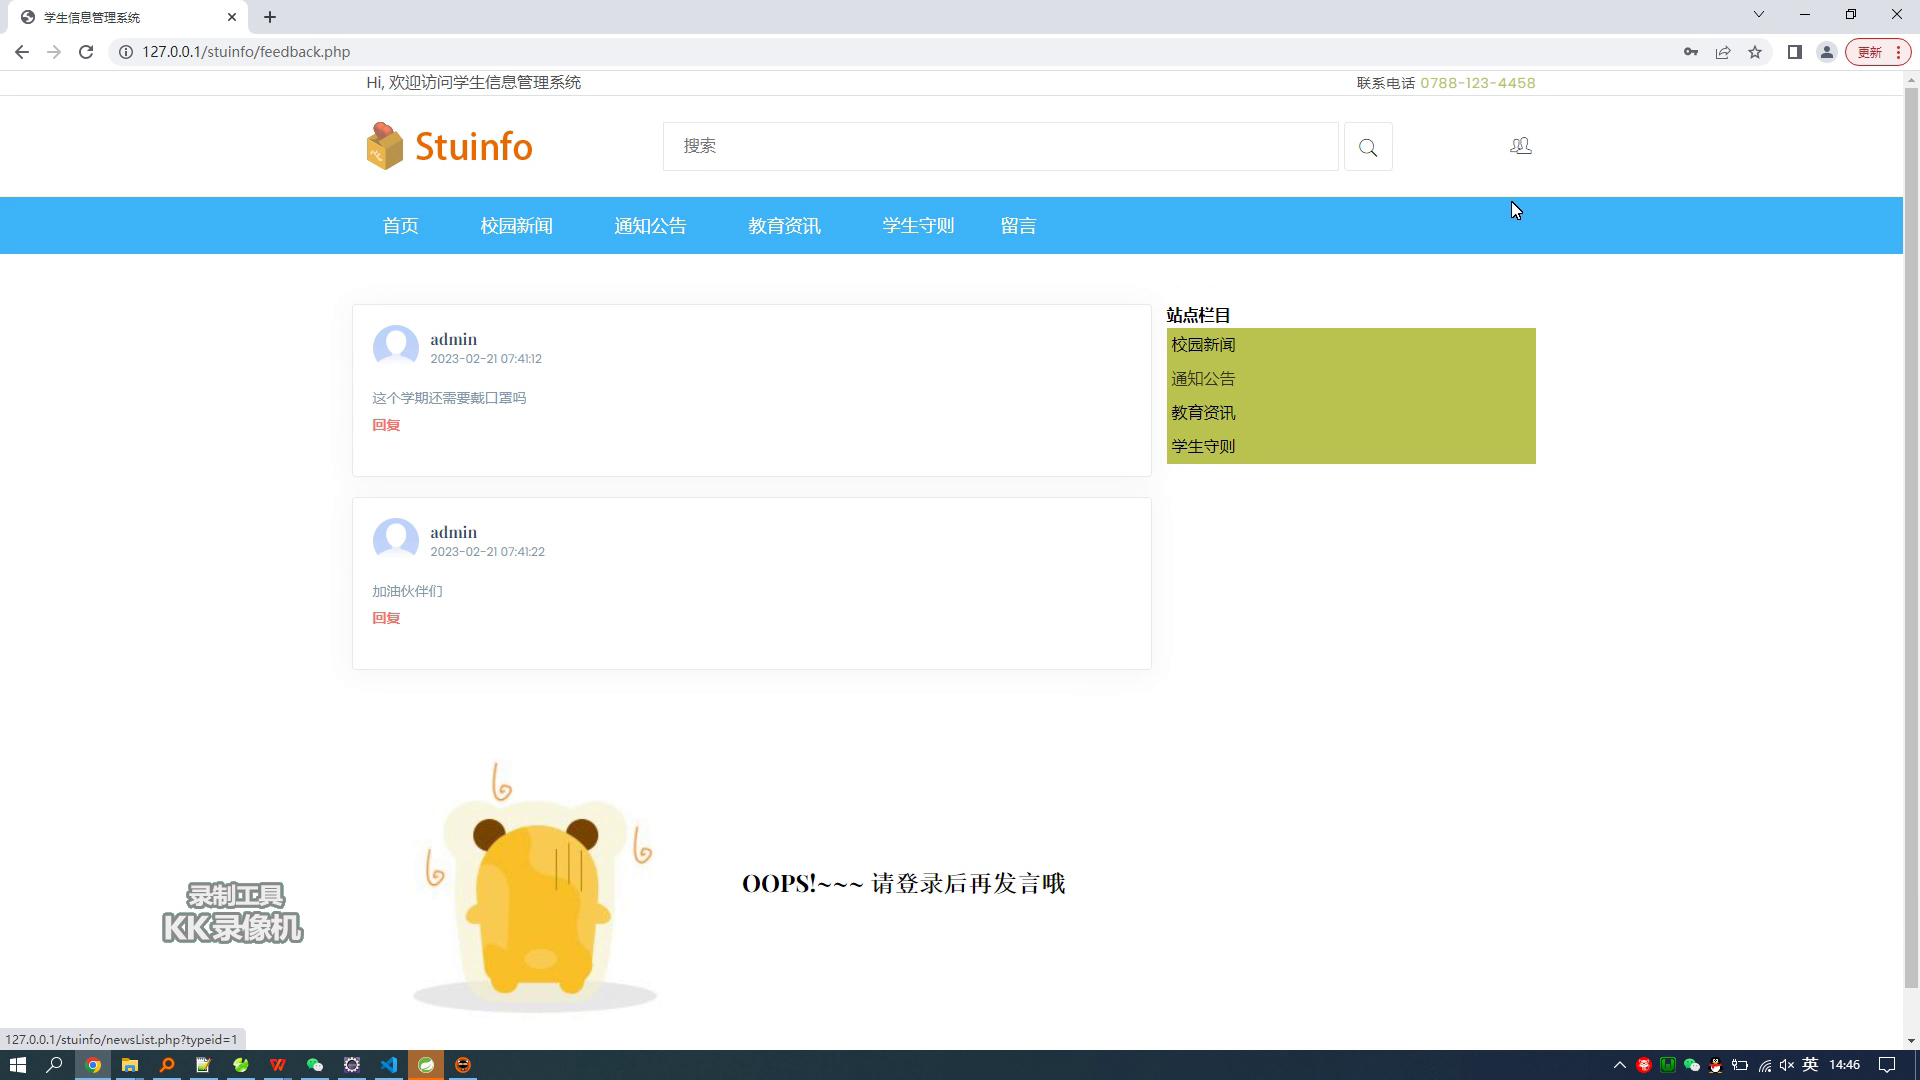 学生信息管理系统
127.0.0.1/stuinfo/feedback.php
更新
Hi, 欢迎访问学生信息管理系统
联系电话 0788-123-4458
Stuinfo
搜索
首页
校园新闻
通知公告
教育资讯
学生守则
留言
admin
2023-02-21 07:41:12
这个学期还需要戴口罩吗
回复
站点栏目
校园新闻
通知公告
教育资讯
学生守则
admin
2023-02-21 07:41:22
加油伙伴们
回复
OOPS!~~~ 请登录后再发言哦
录制工具
KK录像机
127.0.0.1/stuinfo/newsList.php?typeid=1
英
14:46